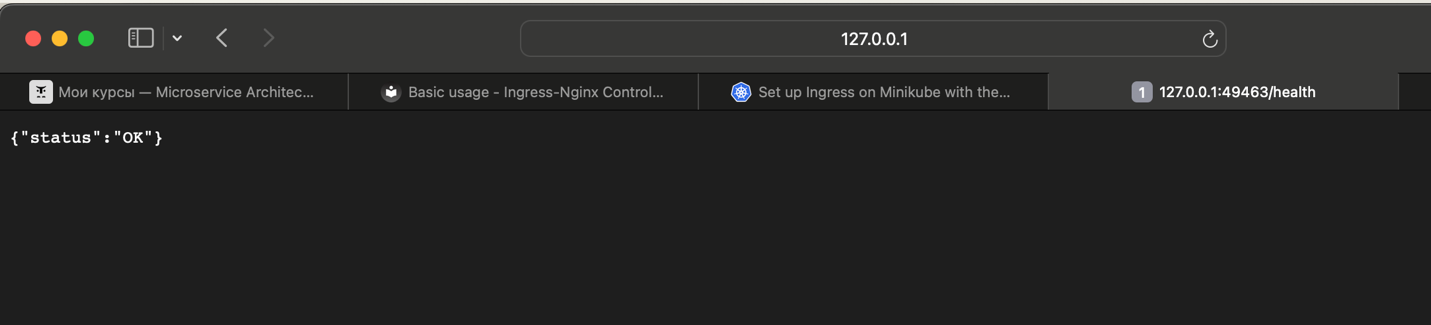 127.0.0.1
Мои курсы — Microservice Architec...
Basic usage - Ingress-Nginx Control...
Set up Ingress on Minikube with the...
1 127.0.0.1:49463/health
{"status":"OK"}